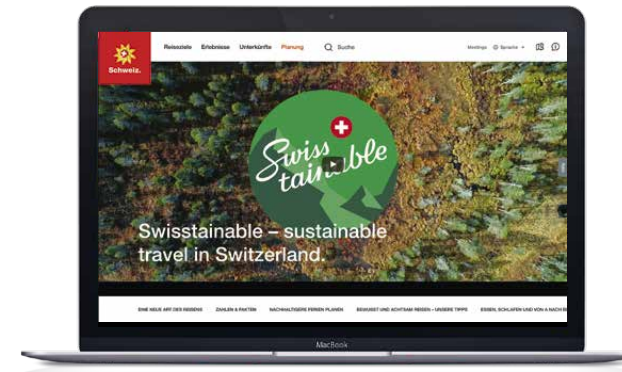 Schweiz.
Reiseziele Erlebnisse Unterkünfte Planung Suche Meetings Sprache
Swiss
tainable
Swisstainable – sustainable
travel in Switzerland.
EINE NEUE ART DES REISENS ZAHLEN & FAKTEN NACHHALTIGERE FERIEN PLANEN BEWUSST UND ACHTSAM REISEN – UNSERE TIPPS ESSEN, SCHLAFEN UND VON A NACH
MacBook